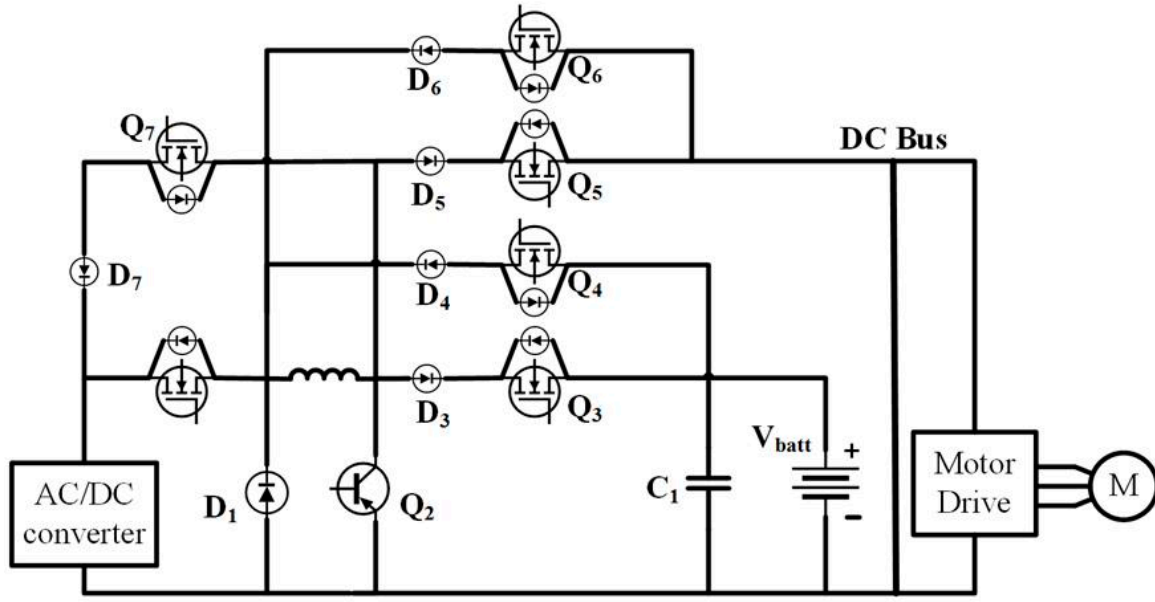 D₆
Q₆
Q₇
DC Bus
D₅
Q₅
D₇
D₄
Q₄
D₃
Q₃
V_batt
+
AC/DC
converter
D₁
Q₂
C₁
-
Motor
Drive
M